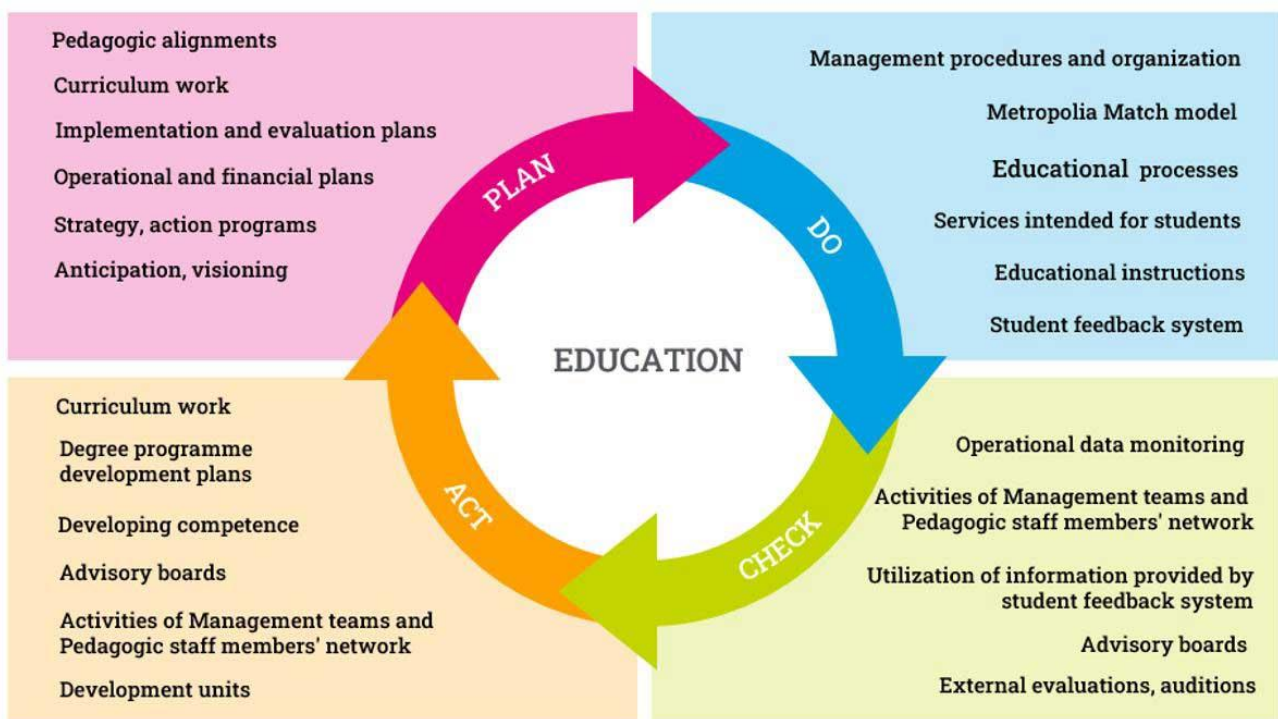 Pedagogic alignments
Curriculum work
Implementation and evaluation plans
Operational and financial plans
Strategy, action programs
Anticipation, visioning
Management procedures and organization
Metropolia Match model
Educational processes
Services intended for students
Educational instructions
Student feedback system
PLAN
DO
EDUCATION
CHECK
ACT
Curriculum work
Degree programme
development plans
Developing competence
Advisory boards
Activities of Management teams and
Pedagogic staff members' network
Development units
Operational data monitoring
Activities of Management teams and
Pedagogic staff members' network
Utilization of information provided by
student feedback system
Advisory boards
External evaluations, auditions